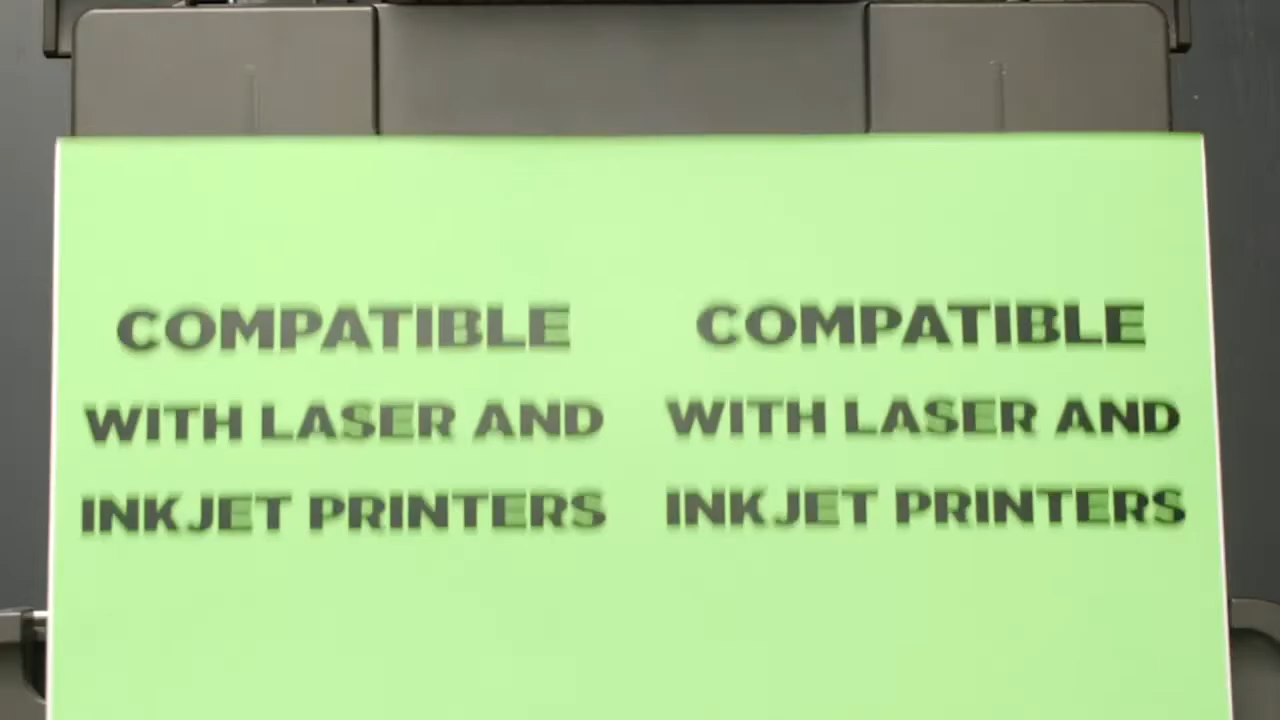 COMPATIBLE
WITH LASER AND
INKJET PRINTERS
COMPATIBLE
WITH LASER AND
INKJET PRINTERS